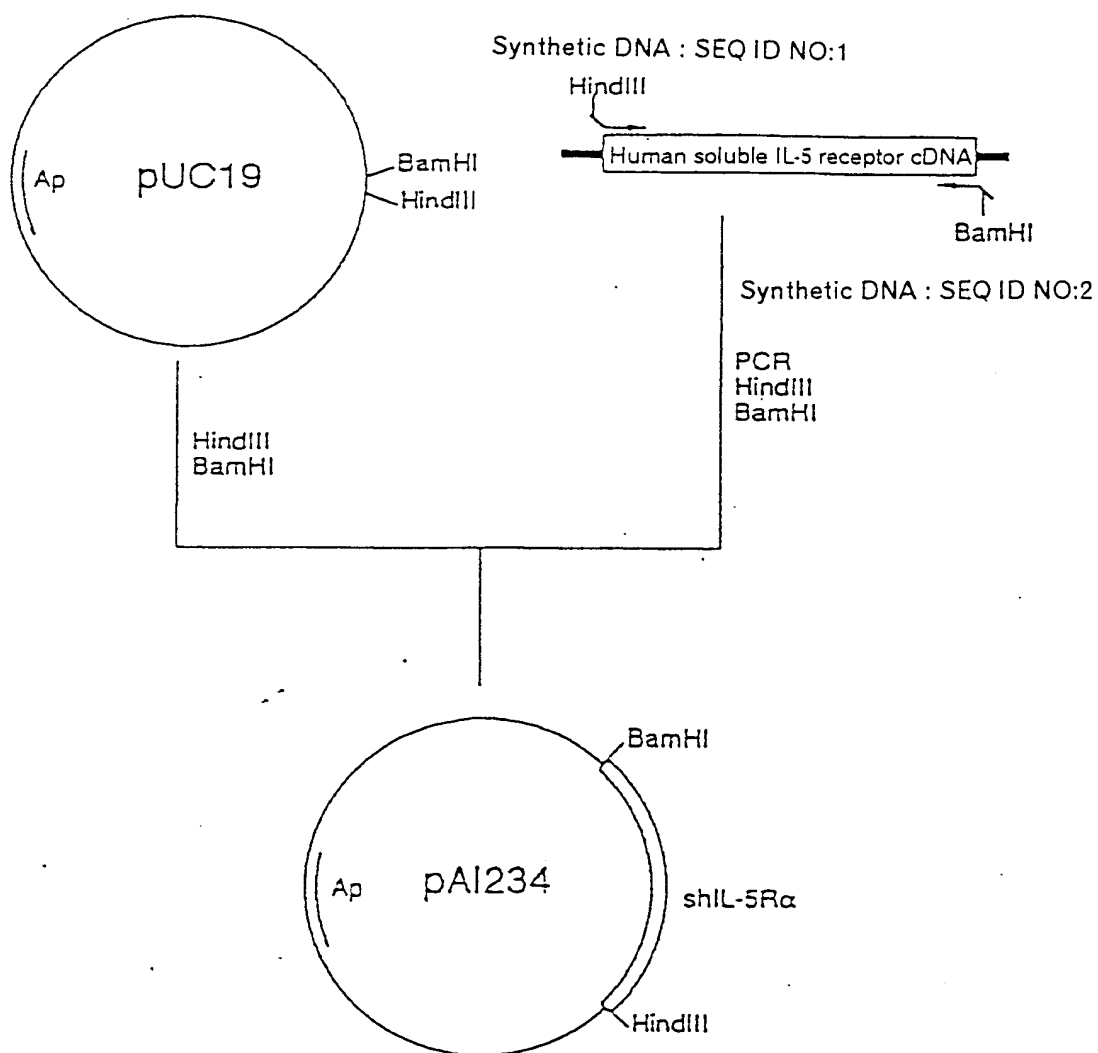 Synthetic DNA : SEQ ID NO:1
HindIII
Human soluble IL-5 receptor cDNA
BamHI
Synthetic DNA : SEQ ID NO:2
Ap
pUC19
BamHI
HindIII
HindIII
BamHI
PCR
HindIII
BamHI
BamHI
Ap
pAI234
shIL-5Rα
HindIII